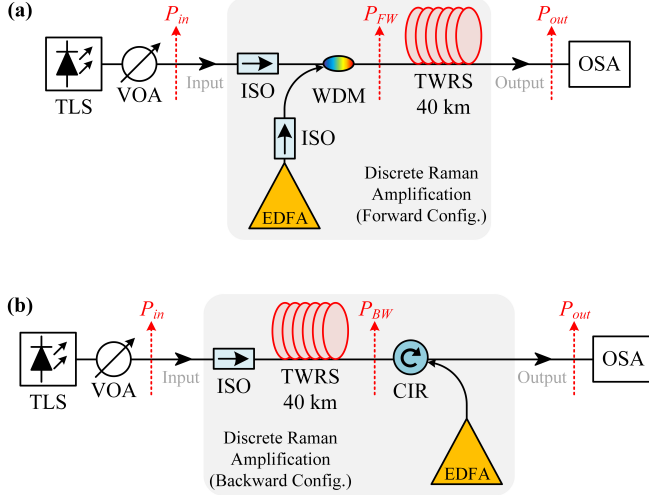 (a)
P_in
P_FW
P_out
TLS
VOA
Input
ISO
WDM
TWRS
40 km
Output
OSA
ISO
EDFA
Discrete Raman
Amplification
(Forward Config.)
(b)
P_in
P_BW
P_out
TLS
VOA
Input
ISO
TWRS
40 km
CIR
Output
OSA
Discrete Raman
Amplification
(Backward Config.)
EDFA